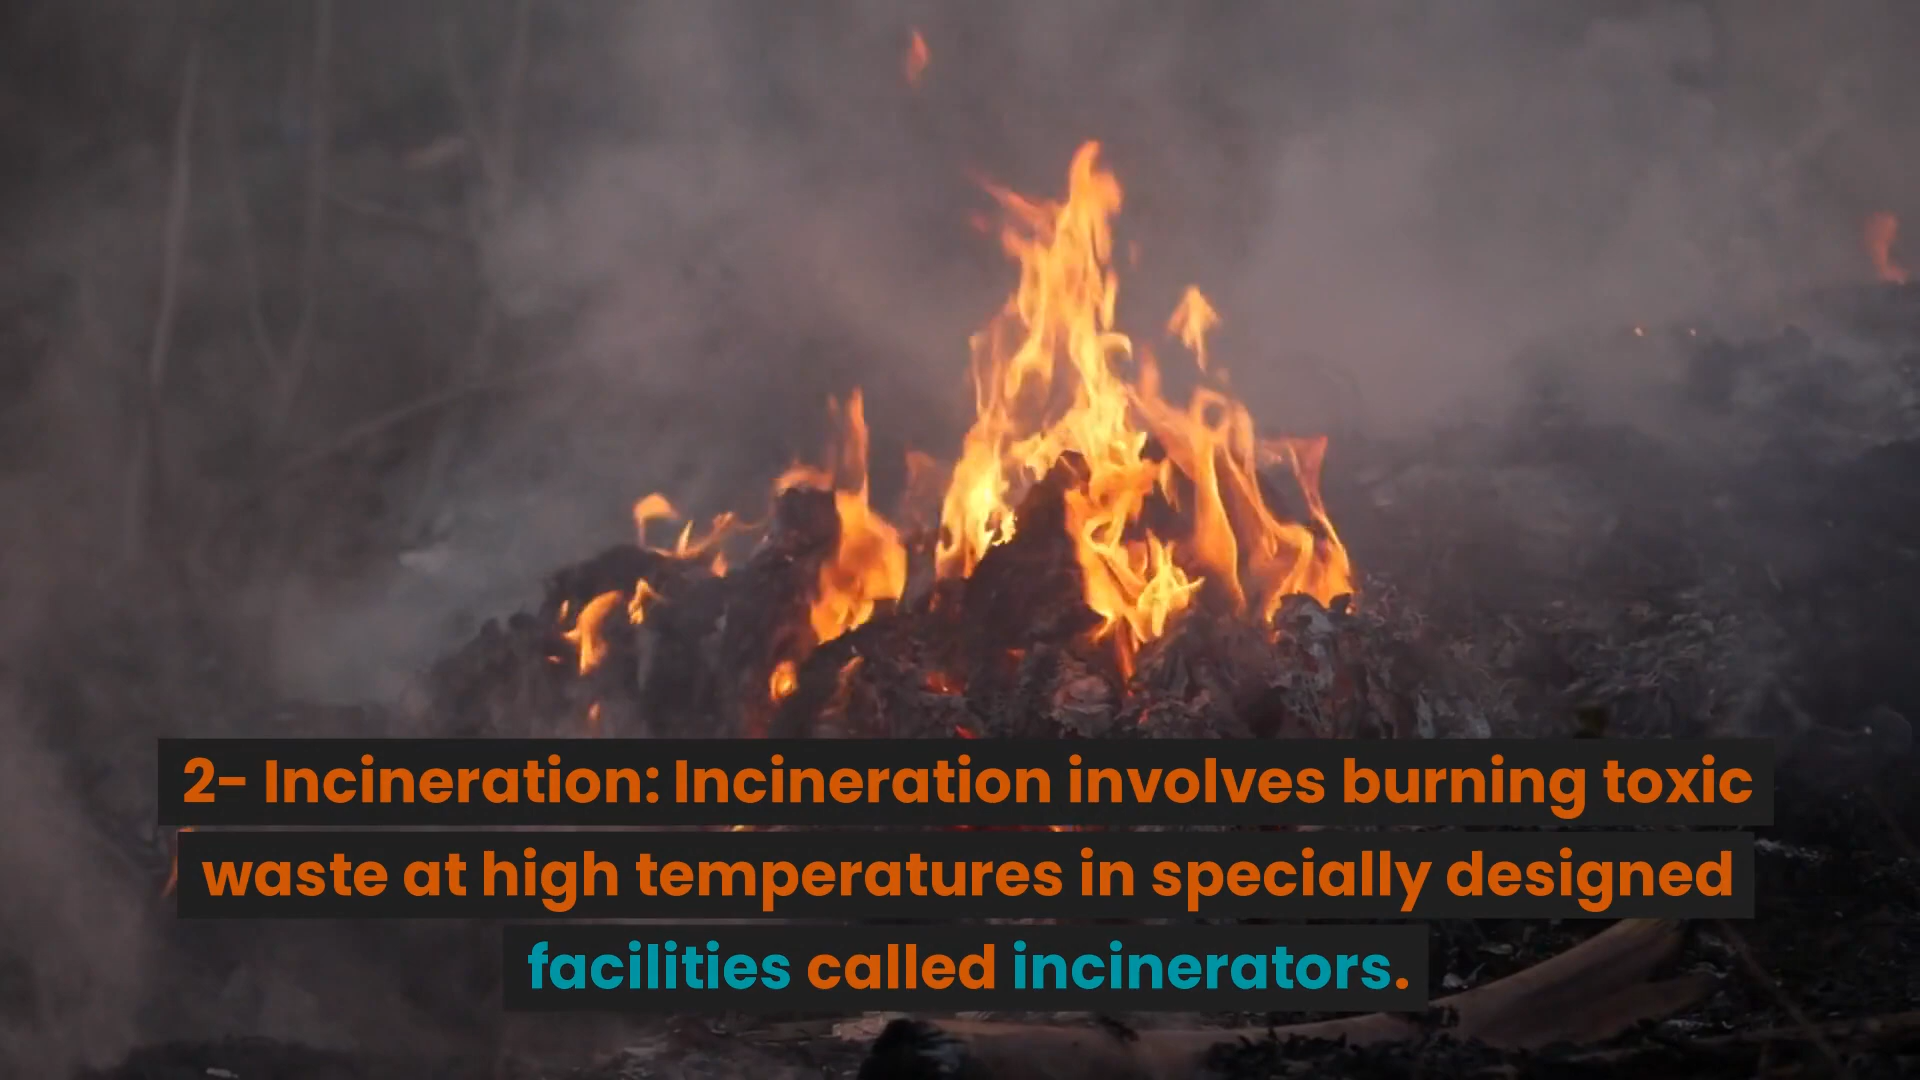 2- Incineration: Incineration involves burning toxic
waste at high temperatures in specially designed
facilities called incinerators.